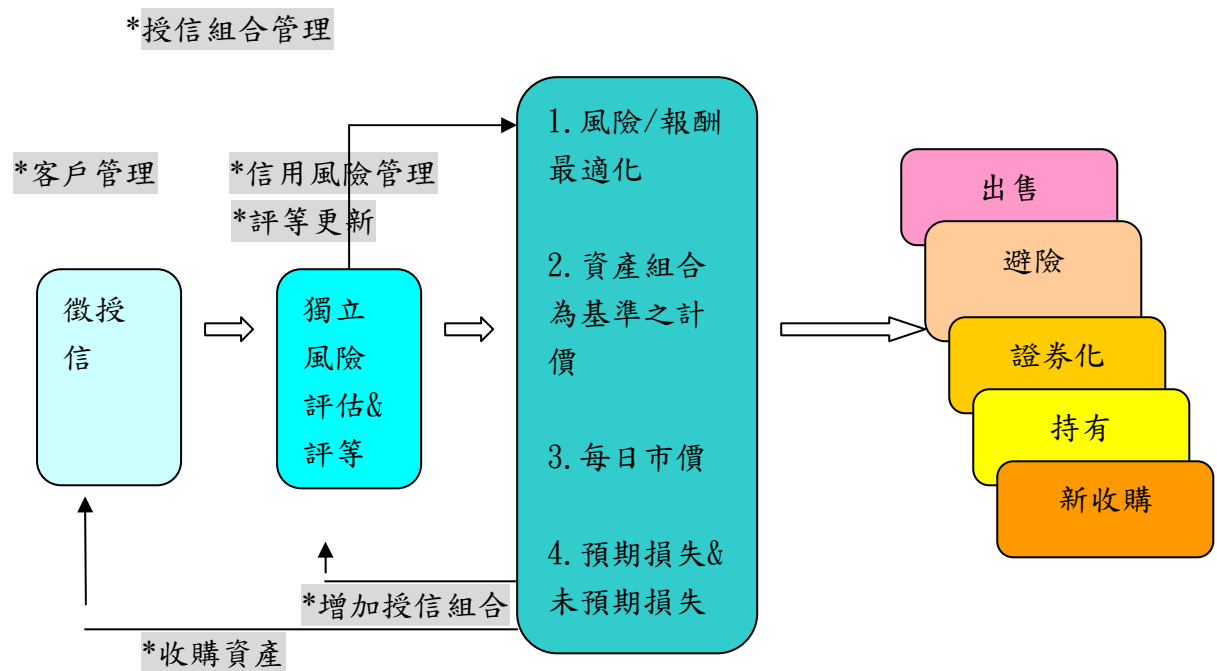 *授信組合管理
*客戶管理
*信用風險管理
*評等更新
徵授
信
獨立
風險
評估&
評等
1.風險/報酬
最適化
2.資產組合
為基準之計
價
3.每日市價
4.預期損失&
未預期損失
出售
避險
證券化
持有
新收購
*增加授信組合
*收購資產